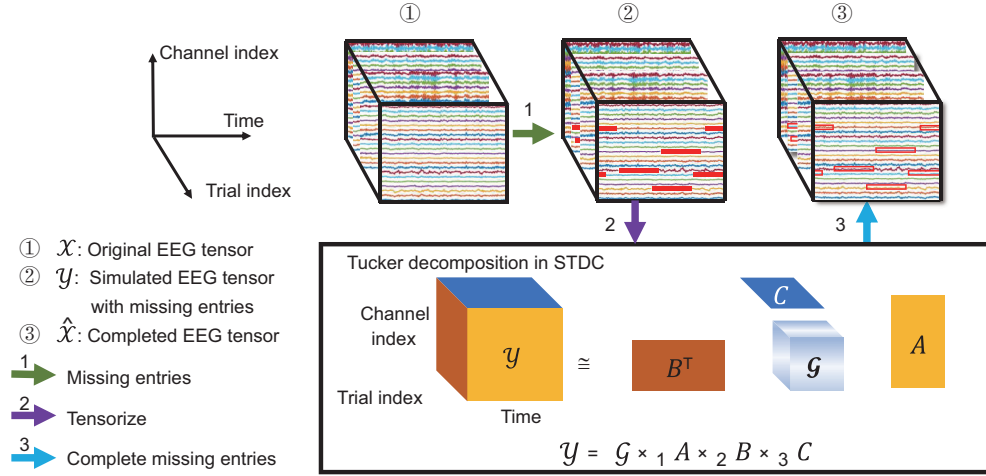 ① ② ③
Channel index
Time
Trial index
1
2
3
① 𝒳: Original EEG tensor
② 𝒴: Simulated EEG tensor
with missing entries
③ 𝒳̂: Completed EEG tensor
1
Missing entries
2
Tensorize
3
Complete missing entries
Tucker decomposition in STDC
Channel
index
Trial index
Time
𝒴
≅
Bᵀ
C
𝓖
A
𝒴 = 𝒢 ×₁ A ×₂ B ×₃ C